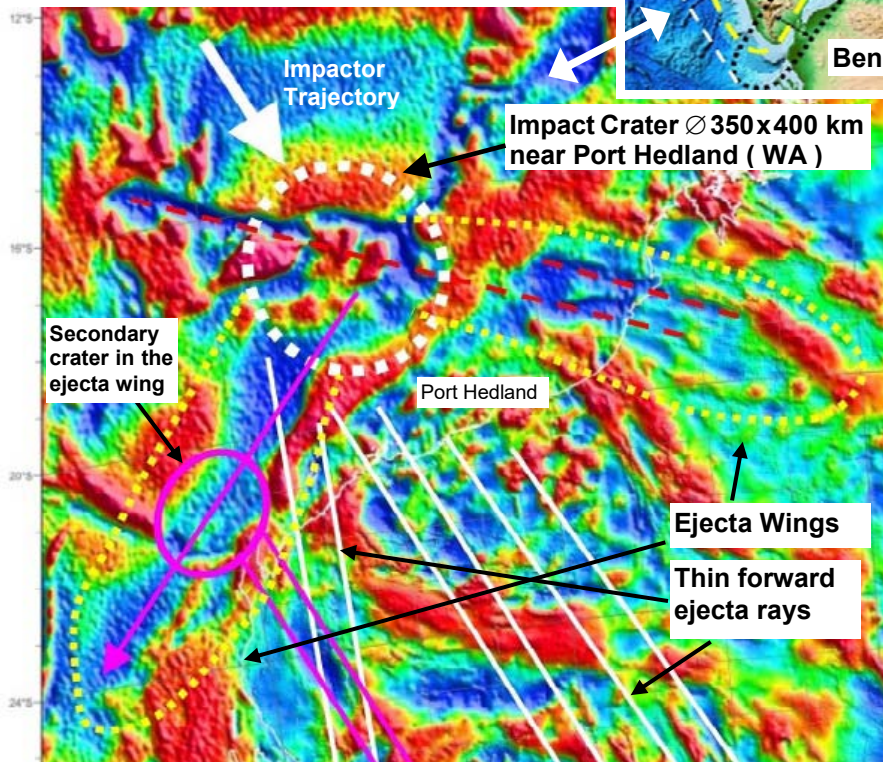 12°S
Impactor
Trajectory
Ben
Impact Crater ∅ 350x400 km
near Port Hedland ( WA )
16°S
Secondary
crater in the
ejecta wing
Port Hedland
20°S
Ejecta Wings
Thin forward
ejecta rays
24°S